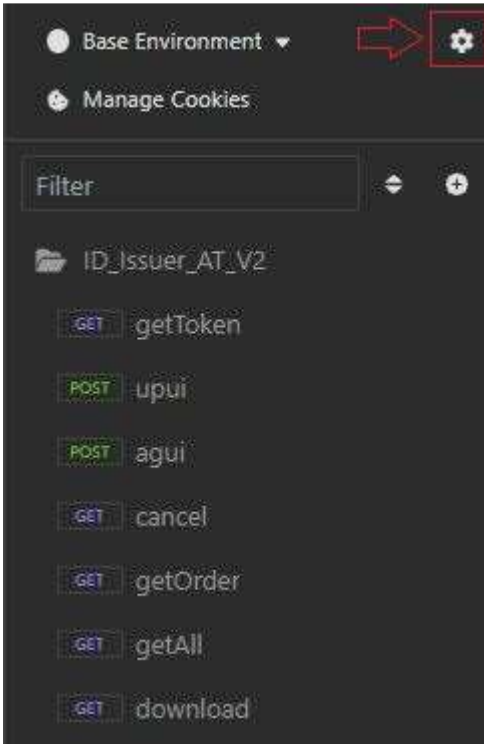 Base Environment
Manage Cookies
Filter
ID_Issuer_AT_V2
GET getToken
POST upui
POST agui
GET cancel
GET getOrder
GET getAll
GET download